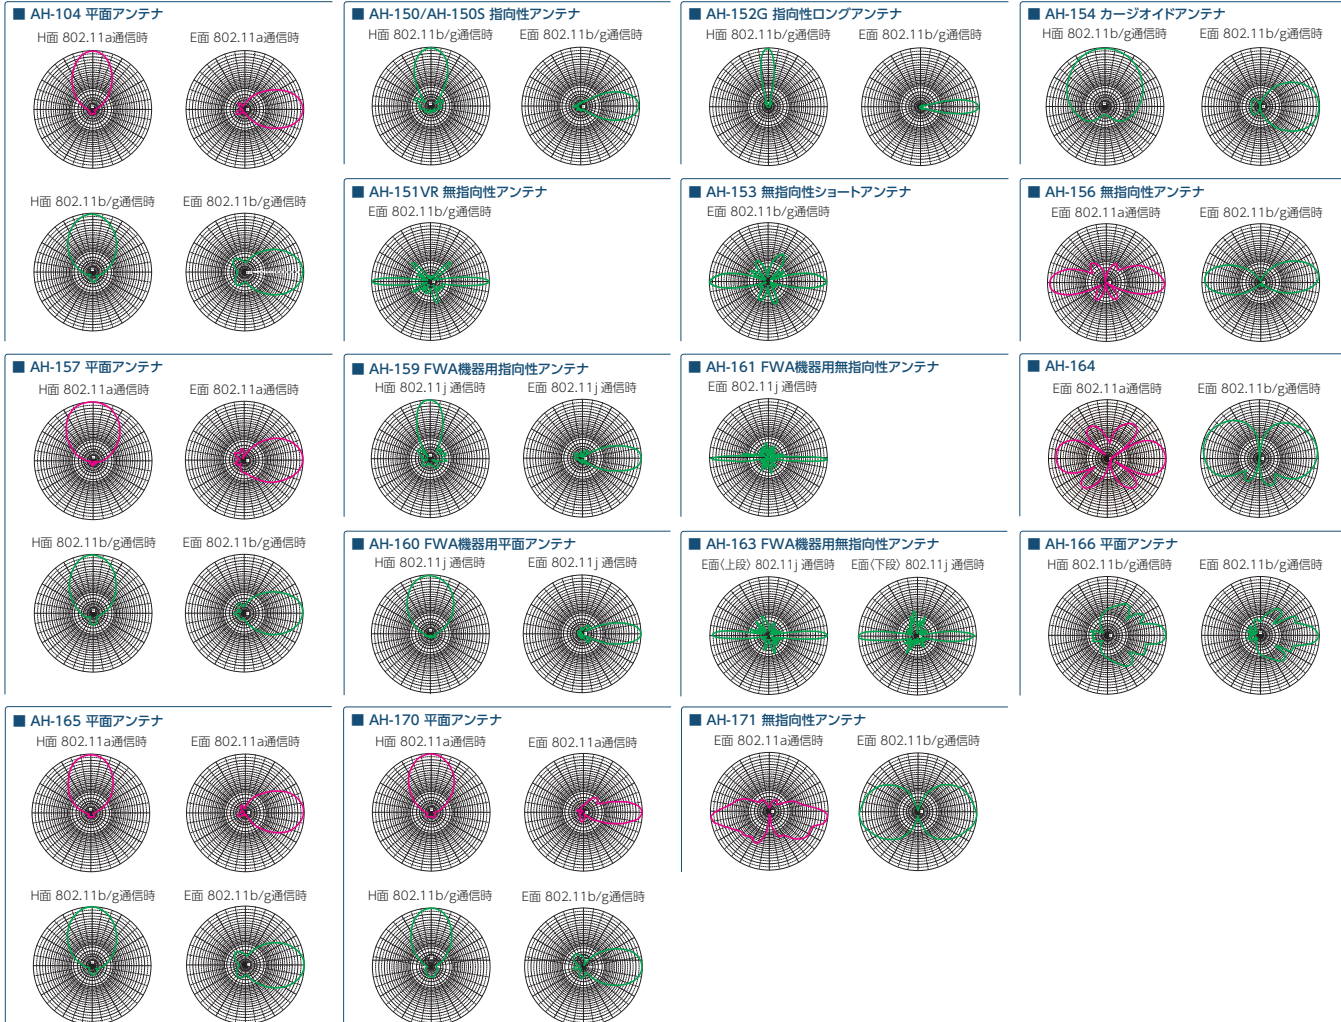 ■ AH-104 平面アンテナ
H面 802.11a通信時
E面 802.11a通信時
H面 802.11b/g通信時
E面 802.11b/g通信時
■ AH-150/AH-150S 指向性アンテナ
H面 802.11b/g通信時
E面 802.11b/g通信時
■ AH-152G 指向性ロングアンテナ
H面 802.11b/g通信時
E面 802.11b/g通信時
■ AH-154 カージオイドアンテナ
H面 802.11b/g通信時
E面 802.11b/g通信時
■ AH-151VR 無指向性アンテナ
E面 802.11b/g通信時
■ AH-153 無指向性ショートアンテナ
E面 802.11b/g通信時
■ AH-156 無指向性アンテナ
E面 802.11a通信時
E面 802.11b/g通信時
■ AH-157 平面アンテナ
H面 802.11a通信時
E面 802.11a通信時
H面 802.11b/g通信時
E面 802.11b/g通信時
■ AH-159 FWA機器用指向性アンテナ
H面 802.11j 通信時
E面 802.11j 通信時
■ AH-161 FWA機器用無指向性アンテナ
E面 802.11j 通信時
■ AH-164
E面 802.11a通信時
E面 802.11b/g通信時
■ AH-160 FWA機器用平面アンテナ
H面 802.11j 通信時
E面 802.11j 通信時
■ AH-163 FWA機器用無指向性アンテナ
E面〈上段〉 802.11j 通信時
E面〈下段〉 802.11j 通信時
■ AH-166 平面アンテナ
H面 802.11b/g通信時
E面 802.11b/g通信時
■ AH-165 平面アンテナ
H面 802.11a通信時
E面 802.11a通信時
H面 802.11b/g通信時
E面 802.11b/g通信時
■ AH-170 平面アンテナ
H面 802.11a通信時
E面 802.11a通信時
H面 802.11b/g通信時
E面 802.11b/g通信時
■ AH-171 無指向性アンテナ
E面 802.11a通信時
E面 802.11b/g通信時